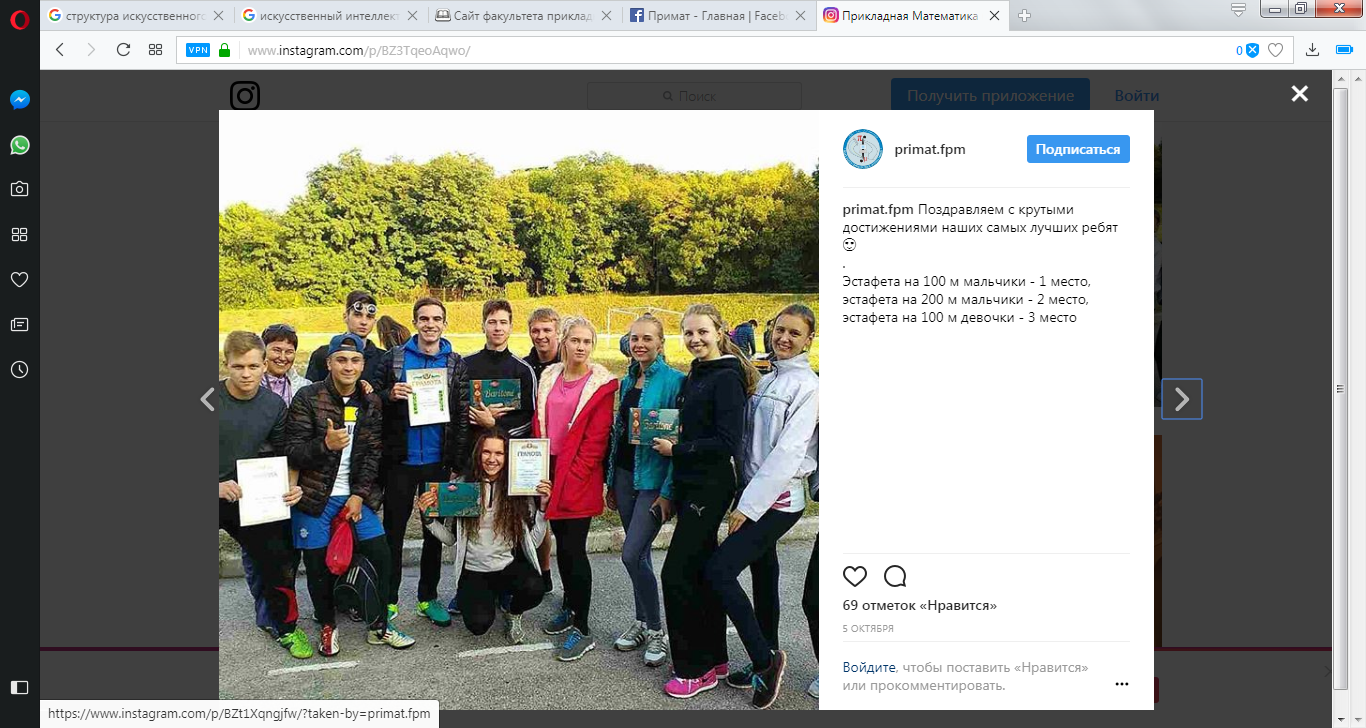 структура искусственного
искусственный интеллект
Сайт факультета приклад
Примат - Главная | Faceb
Прикладная Математика
VPN
www.instagram.com/p/BZ3TqeoAqwo/
0
Поиск
Получить приложение
Войти
primat.fpm
Подписаться
primat.fpm Поздравляем с крутыми
достижениями наших самых лучших ребят
😍
.
Эстафета на 100 м мальчики - 1 место,
эстафета на 200 м мальчики - 2 место,
эстафета на 100 м девочки - 3 место
ГРАМОТА
Baritone
Baritone
ГРАМОТА
69 отметок «Нравится»
5 ОКТЯБРЯ
Войдите, чтобы поставить «Нравится»
или прокомментировать.
https://www.instagram.com/p/BZt1Xqngjfw/?taken-by=primat.fpm